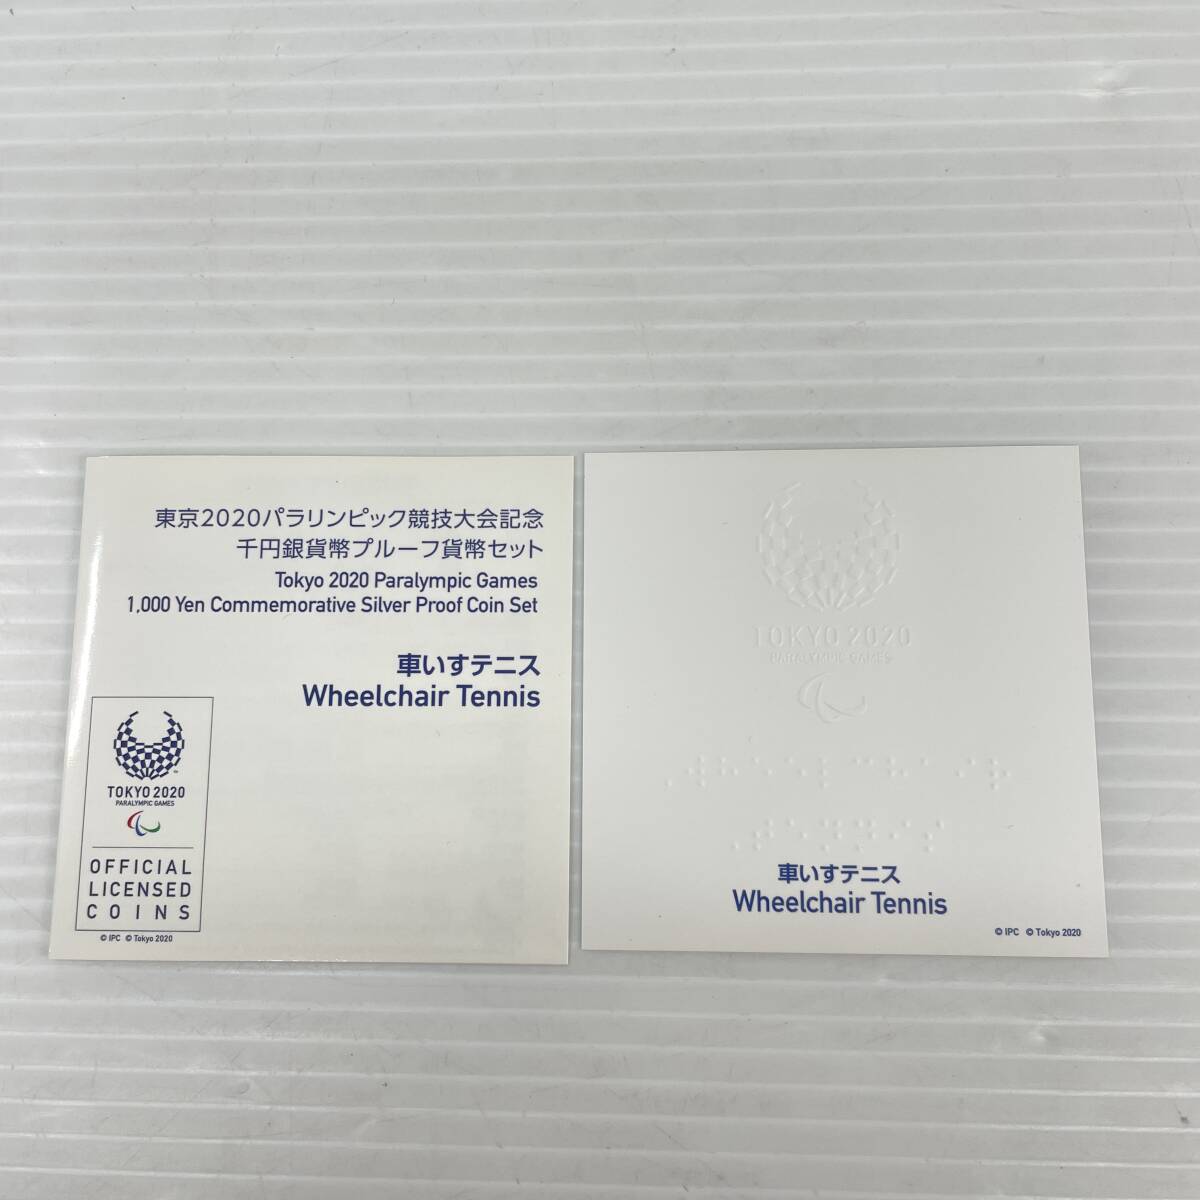 東京2020パラリンピック競技大会記念
千円銀貨幣プルーフ貨幣セット
Tokyo 2020 Paralympic Games
1,000 Yen Commemorative Silver Proof Coin Set
車いすテニス
Wheelchair Tennis
TM
TOKYO 2020
PARALYMPIC GAMES
OFFICIAL
LICENSED
COINS
© IPC © Tokyo 2020
TOKYO 2020
PARALYMPIC GAMES
車いすテニス
Wheelchair Tennis
© IPC © Tokyo 2020